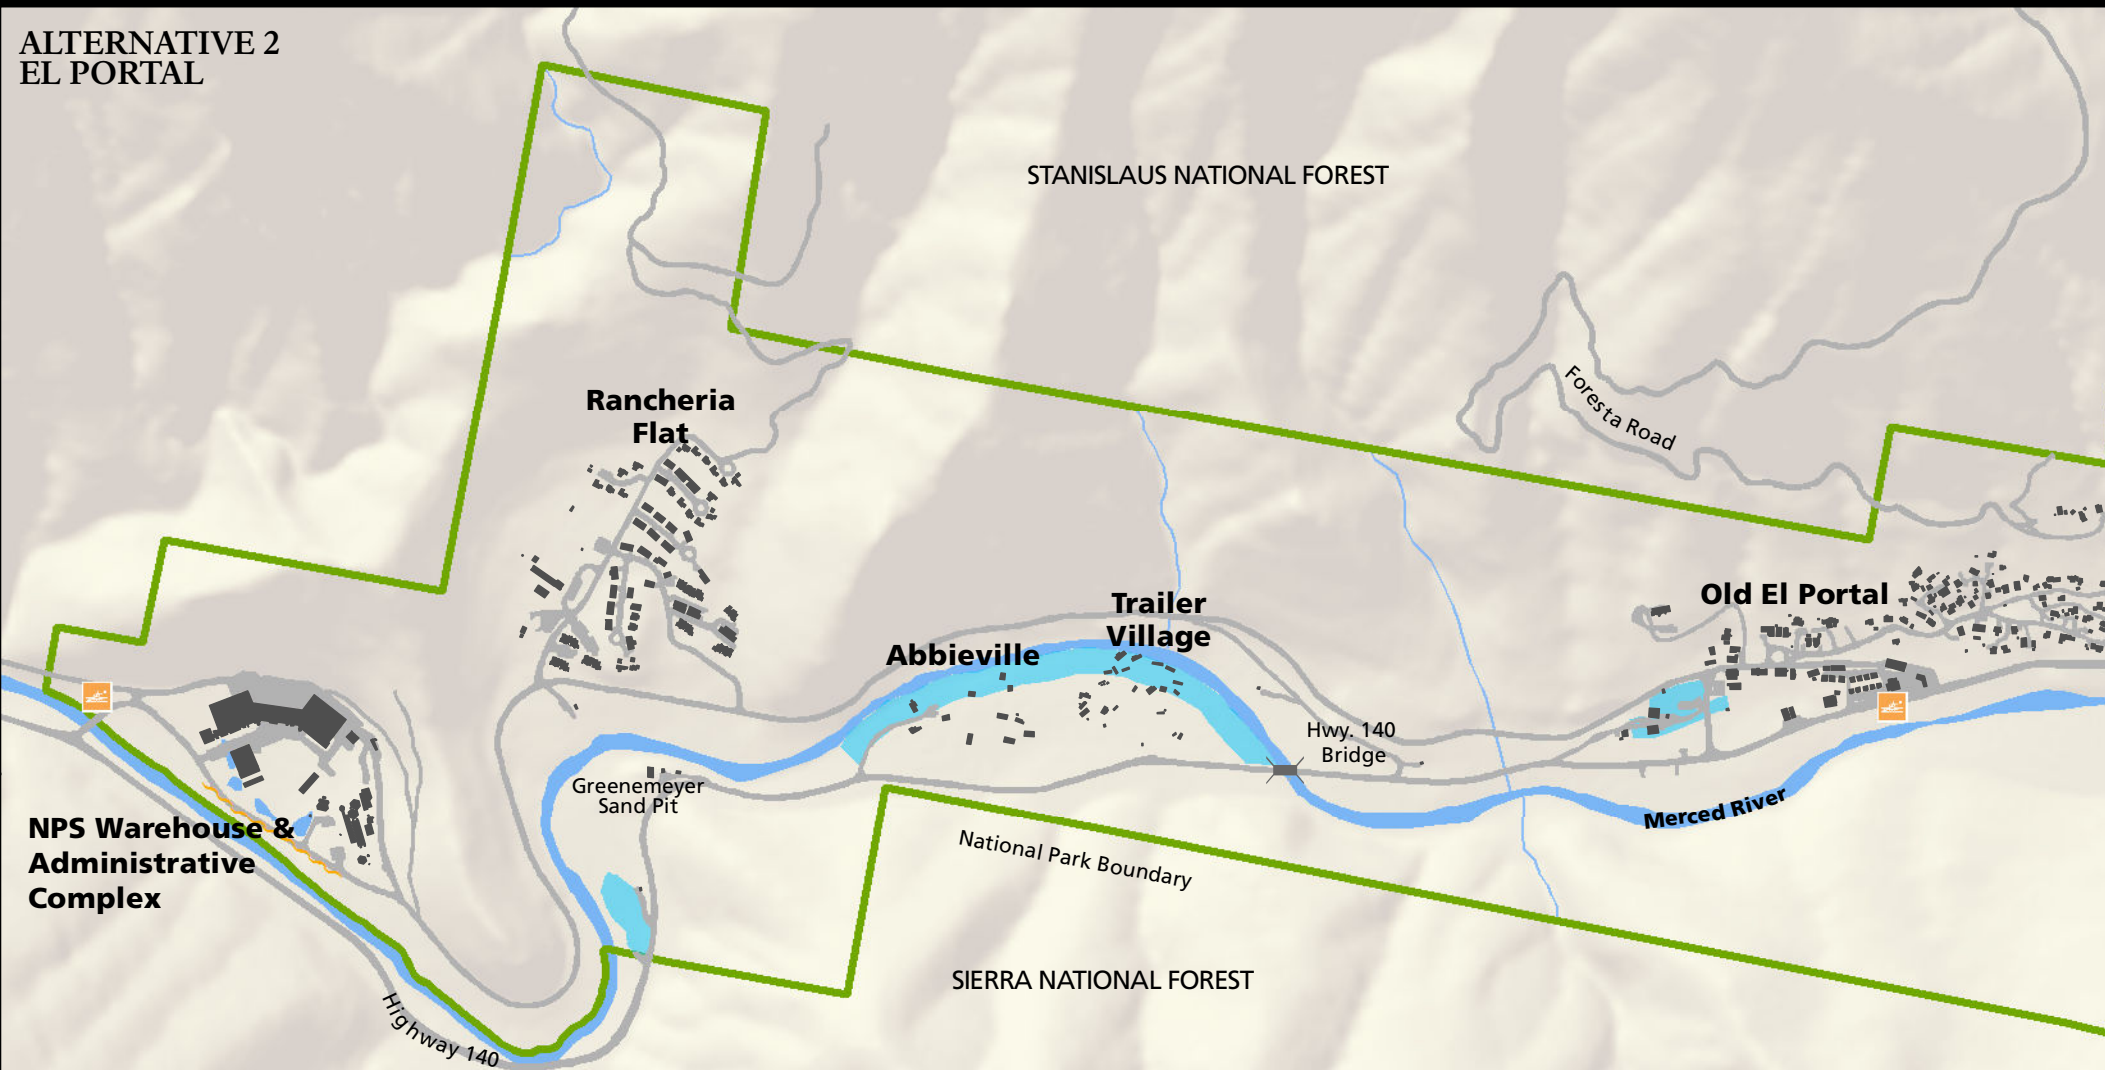 ALTERNATIVE 2
EL PORTAL
STANISLAUS NATIONAL FOREST
Rancheria
Flat
Foresta Road
Old El Portal
Trailer
Village
Abbieville
Hwy. 140
Bridge
Greenemeyer
Sand Pit
Merced River
NPS Warehouse &
Administrative
Complex
National Park Boundary
SIERRA NATIONAL FOREST
Highway 140